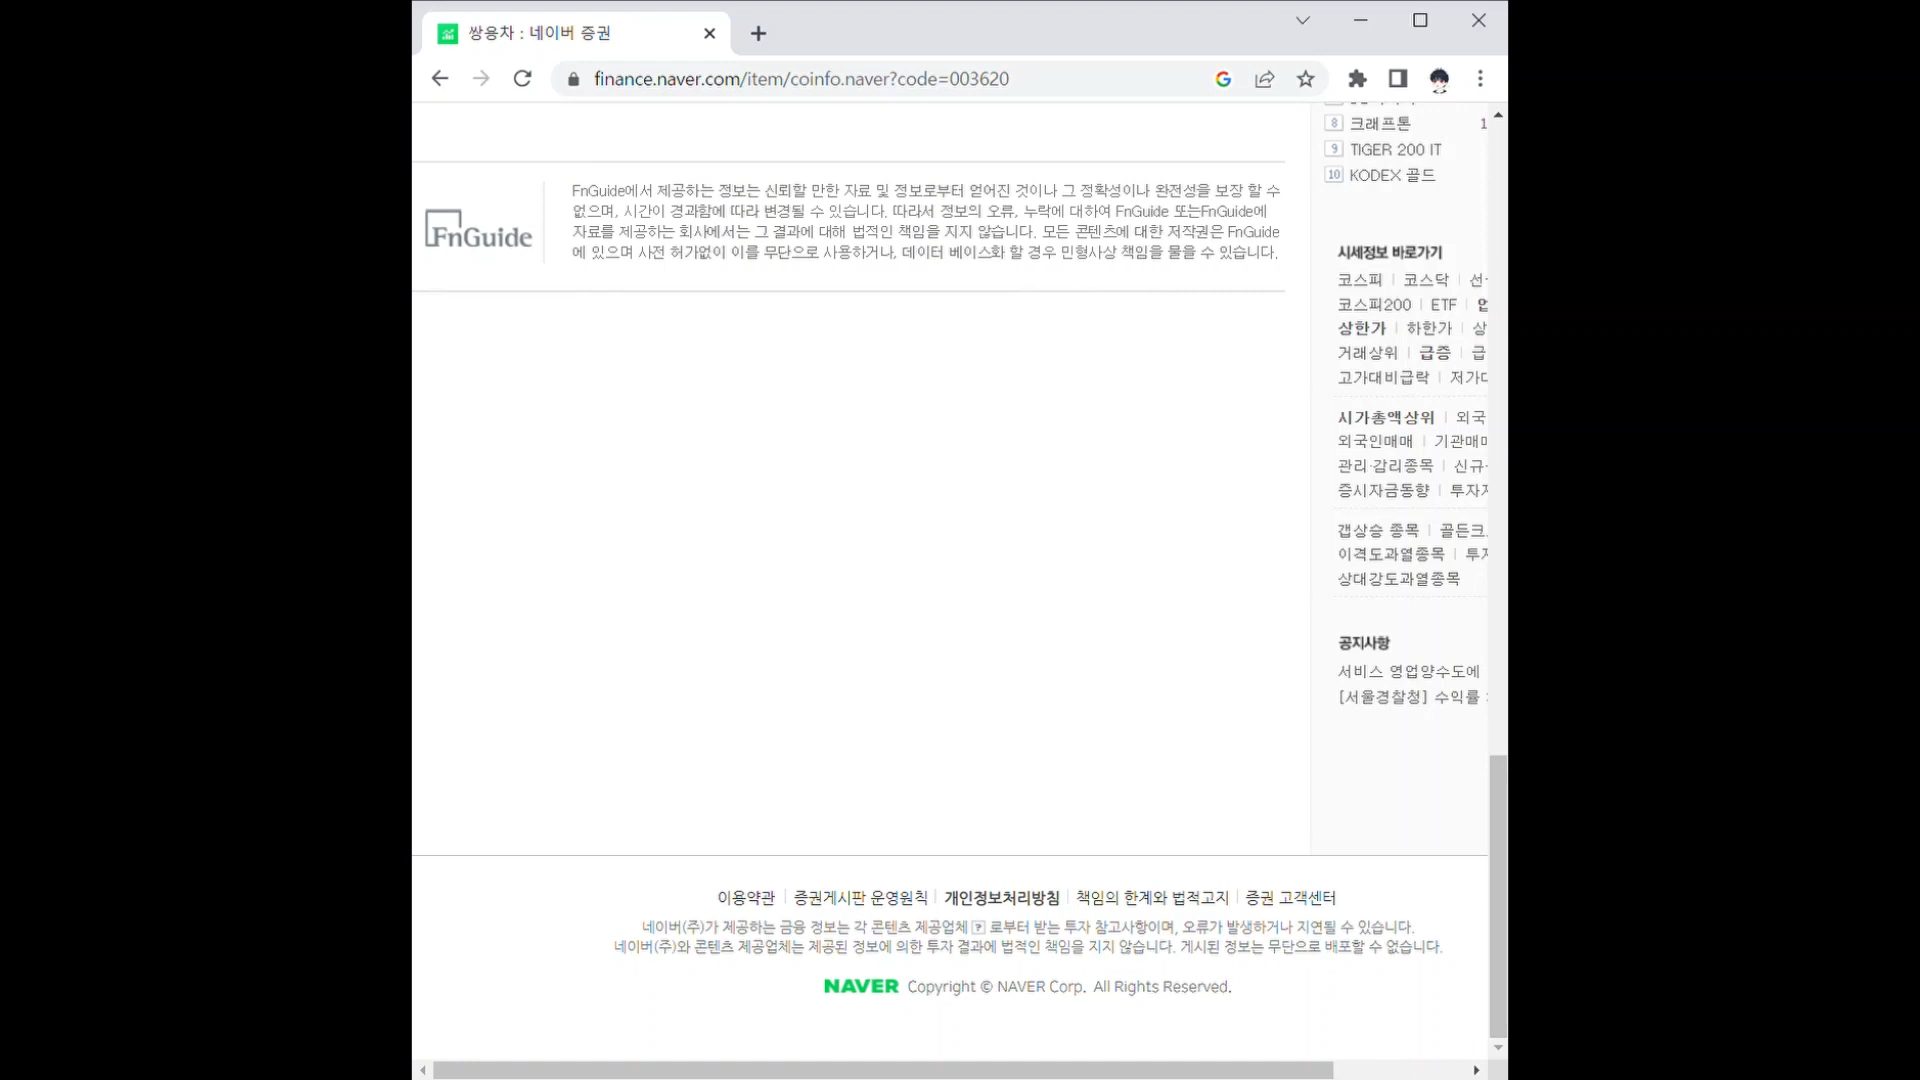 쌍용차 : 네이버 증권
finance.naver.com/item/coinfo.naver?code=003620
8 크래프톤 1
9 TIGER 200 IT
10 KODEX 골드
FnGuide
FnGuide에서 제공하는 정보는 신뢰할 만한 자료 및 정보로부터 얻어진 것이나 그 정확성이나 완전성을 보장 할 수
없으며, 시간이 경과함에 따라 변경될 수 있습니다. 따라서 정보의 오류, 누락에 대하여 FnGuide 또는FnGuide에
자료를 제공하는 회사에서는 그 결과에 대해 법적인 책임을 지지 않습니다. 모든 콘텐츠에 대한 저작권은 FnGuide
에 있으며 사전 허가없이 이를 무단으로 사용하거나, 데이터 베이스화 할 경우 민형사상 책임을 물을 수 있습니다.
시세정보 바로가기
코스피 코스닥 선
코스피200 ETF
상한가 하한가 상
거래상위 급증 급
고가대비급락 저가
시가총액상위 외국
외국인매매 기관매
관리·감리종목 신규
증시자금동향 투자
갭상승 종목 골든크
이격도과열종목 투
상대강도과열종목
공지사항
서비스 영업양수도에
[서울경찰청] 수익률
이용약관 증권게시판 운영원칙 개인정보처리방침 책임의 한계와 법적고지 증권 고객센터
네이버(주)가 제공하는 금융 정보는 각 콘텐츠 제공업체 ? 로부터 받는 투자 참고사항이며, 오류가 발생하거나 지연될 수 있습니다.
네이버(주)와 콘텐츠 제공업체는 제공된 정보에 의한 투자 결과에 법적인 책임을 지지 않습니다. 게시된 정보는 무단으로 배포할 수 없습니다.
NAVER Copyright © NAVER Corp. All Rights Reserved.